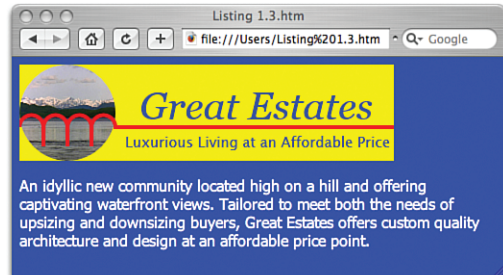 Listing 1.3.htm
file:///Users/Listing%201.3.htm
Google
Great Estates
Luxurious Living at an Affordable Price
An idyllic new community located high on a hill and offering
captivating waterfront views. Tailored to meet both the needs of
upsizing and downsizing buyers, Great Estates offers custom quality
architecture and design at an affordable price point.